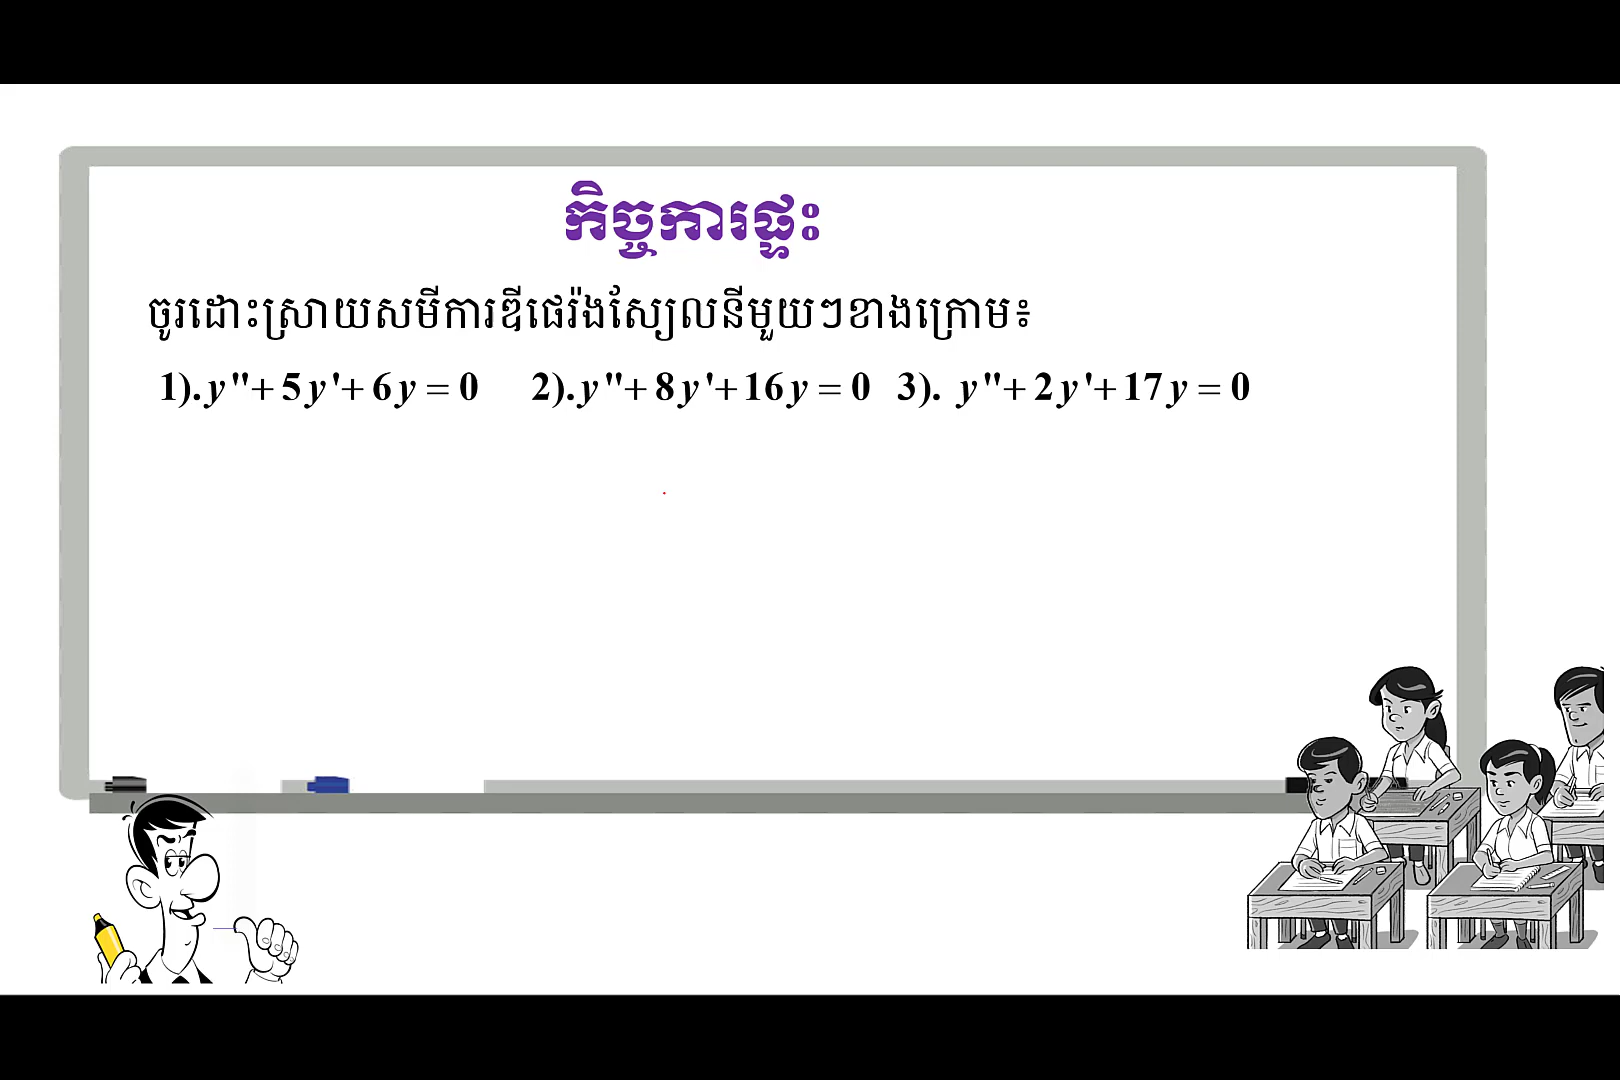 កិច្ចការផ្ទះ
ចូរដោះស្រាយសមីការឌីផេរ៉ងស្យែលនីមួយៗខាងក្រោម៖
1).y''+5y'+6y=0 2).y''+8y'+16y=0 3). y''+2y'+17y=0